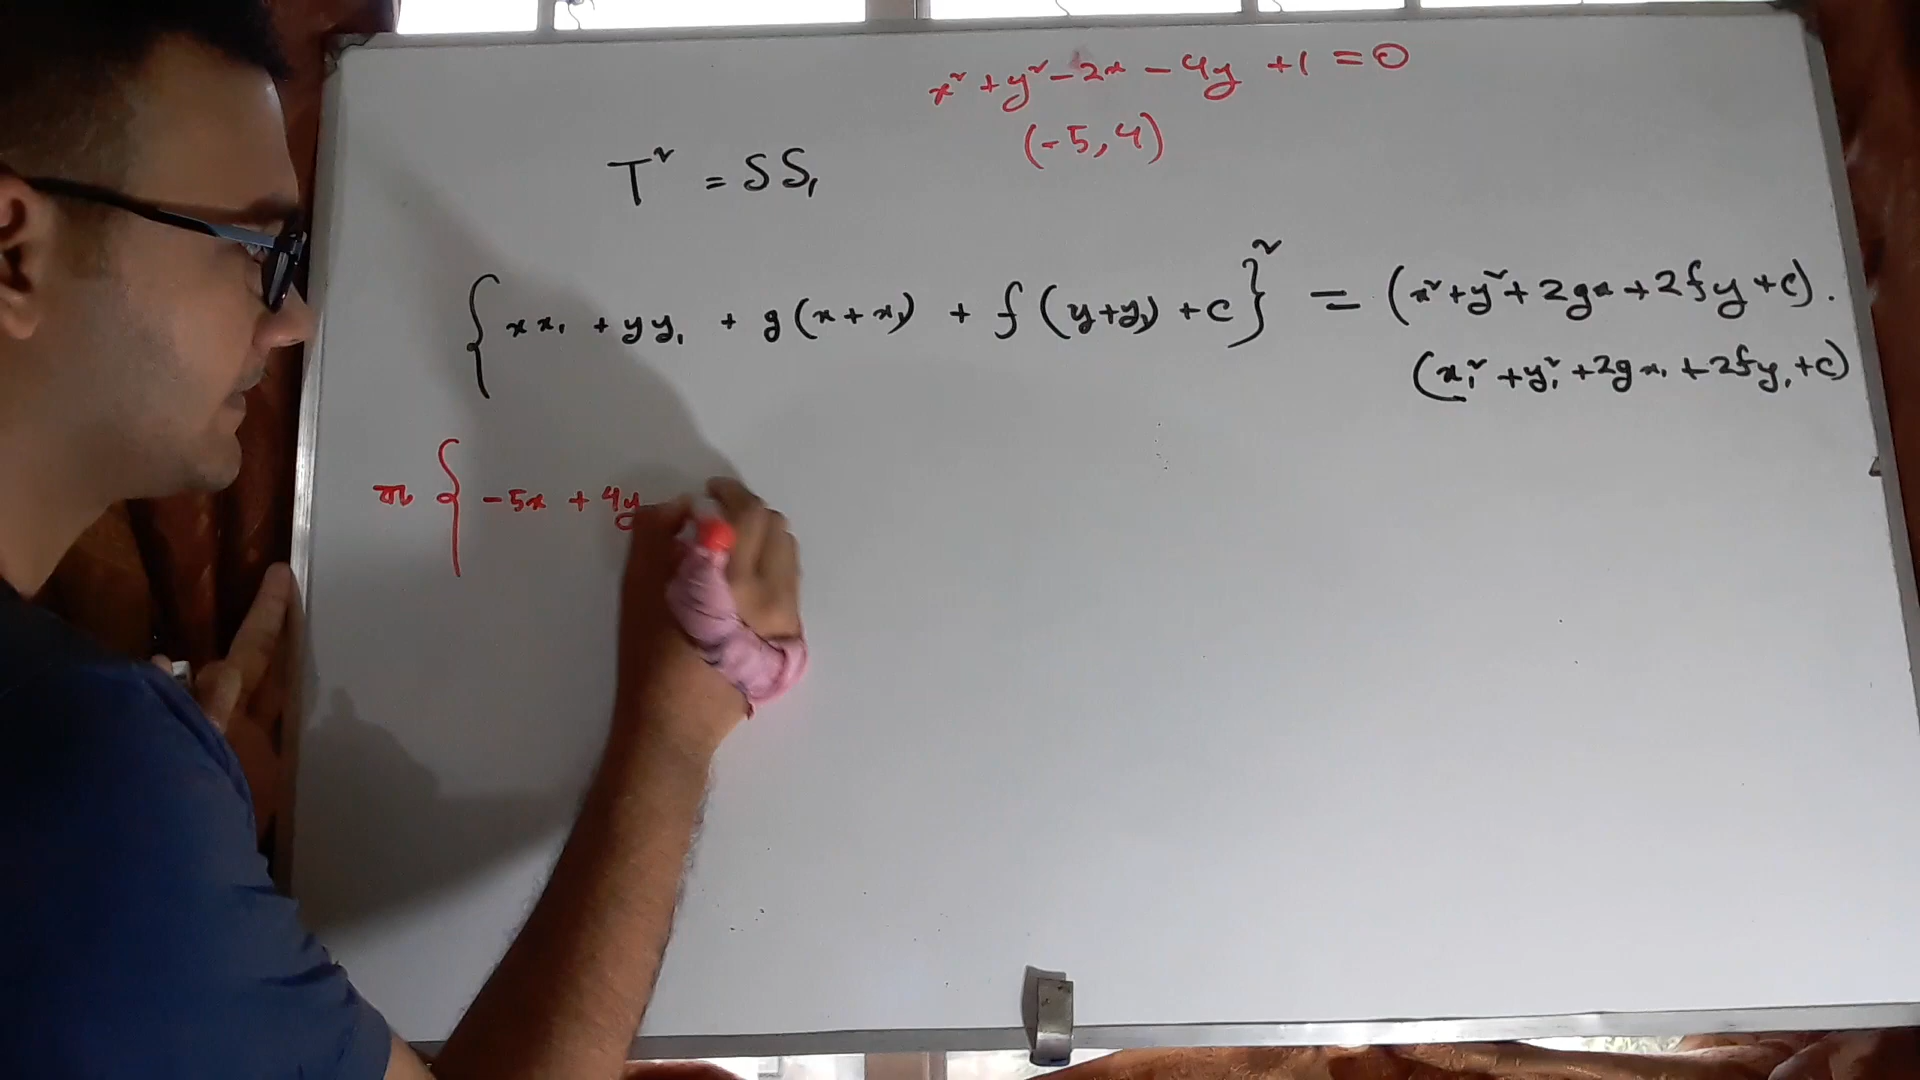 x² + y² - 2x - 4y + 1 = 0
(-5, 4)
T² = SS₁
{xx₁ + yy₁ + g(x + x₁) + f(y + y₁) + c}² = (x² + y² + 2gx + 2fy + c).
(x₁² + y₁² + 2gx₁ + 2fy₁ + c)
বা { -5x + 4y